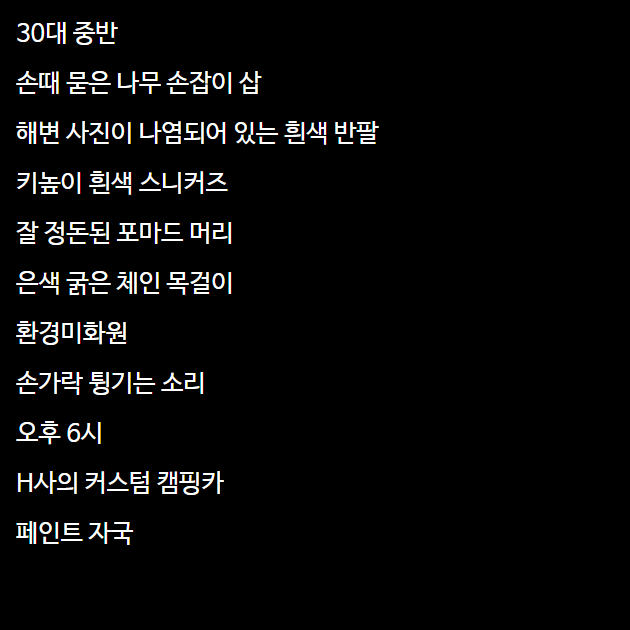 30대 중반
손때 묻은 나무 손잡이 삽
해변 사진이 나염되어 있는 흰색 반팔
키높이 흰색 스니커즈
잘 정돈된 포마드 머리
은색 굵은 체인 목걸이
환경미화원
손가락 튕기는 소리
오후 6시
H사의 커스텀 캠핑카
페인트 자국